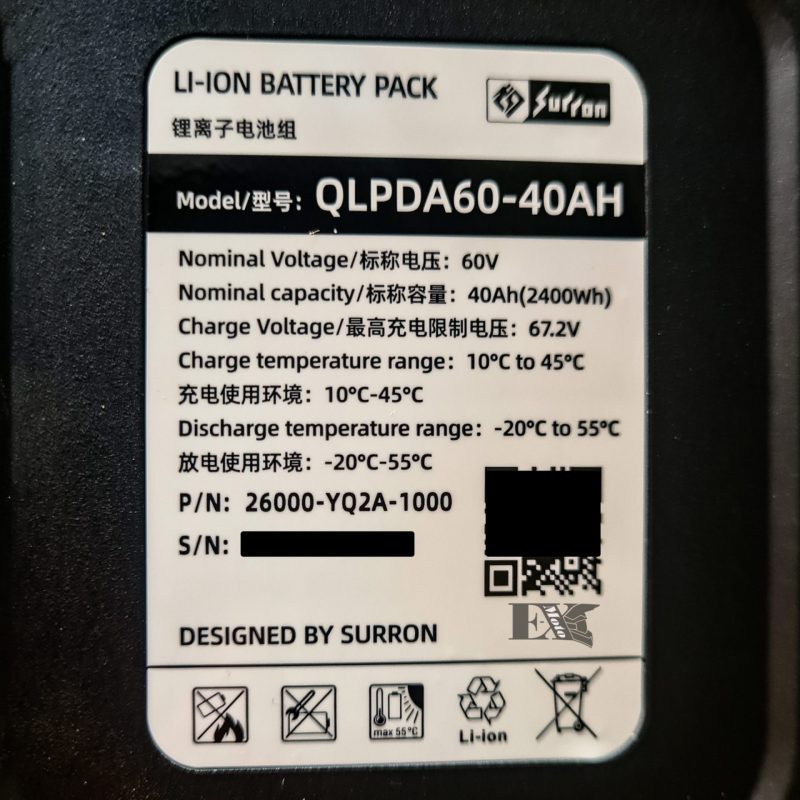 LI-ION BATTERY PACK
Surron
锂离子电池组
Model/型号：QLPDA60-40AH
Nominal Voltage/标称电压：60V
Nominal capacity/标称容量：40Ah(2400Wh)
Charge Voltage/最高充电限制电压：67.2V
Charge temperature range：10°C to 45°C
充电使用环境：10°C-45°C
Discharge temperature range：-20°C to 55°C
放电使用环境：-20°C-55°C
P/N：26000-YQ2A-1000
S/N：
E-X
Moto
DESIGNED BY SURRON
max 55°C
Li-ion